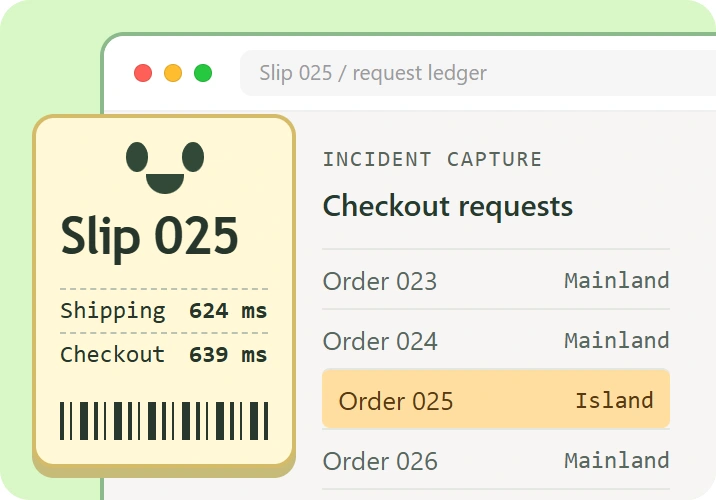 Slip 025 / request ledger
Slip 025
Shipping 624 ms
Checkout 639 ms
INCIDENT CAPTURE
Checkout requests
Order 023 Mainland
Order 024 Mainland
Order 025 Island
Order 026 Mainland